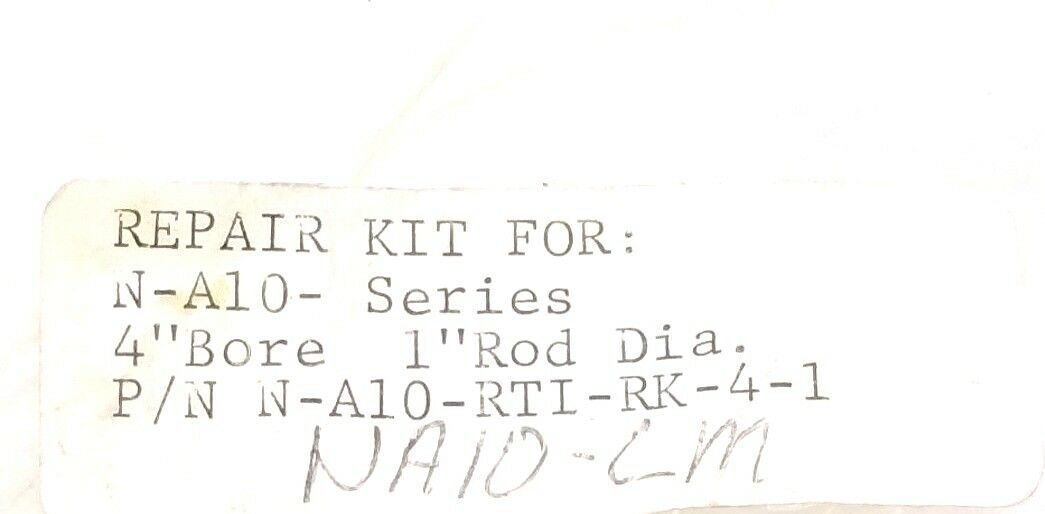 REPAIR KIT FOR:
N-A10- Series
4"Bore 1"Rod Dia.
P/N N-A10-RTI-RK-4-1
NA10-LM